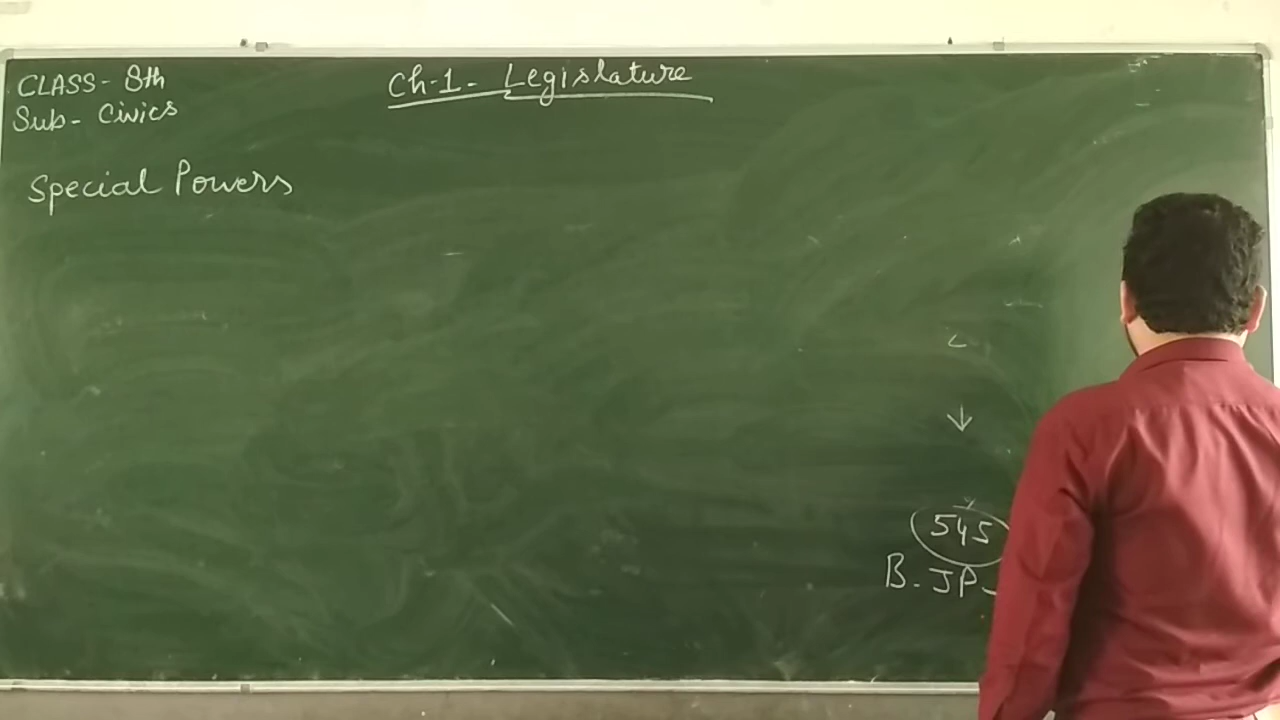 CLASS- 8th
Sub- Civics
Ch-1- Legislature
Special Powers
545
B.JP-